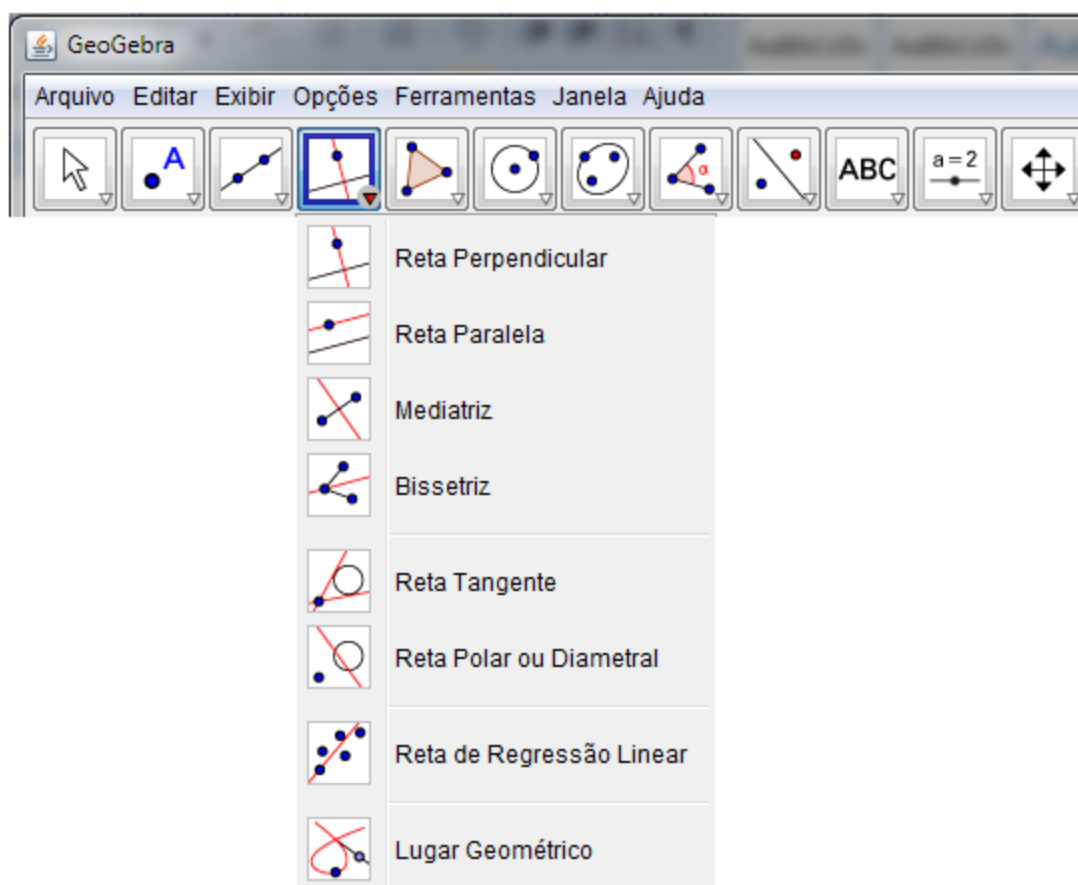 GeoGebra
Arquivo Editar Exibir Opções Ferramentas Janela Ajuda
A α ABC a=2
Reta Perpendicular
Reta Paralela
Mediatriz
Bissetriz
Reta Tangente
Reta Polar ou Diametral
Reta de Regressão Linear
Lugar Geométrico